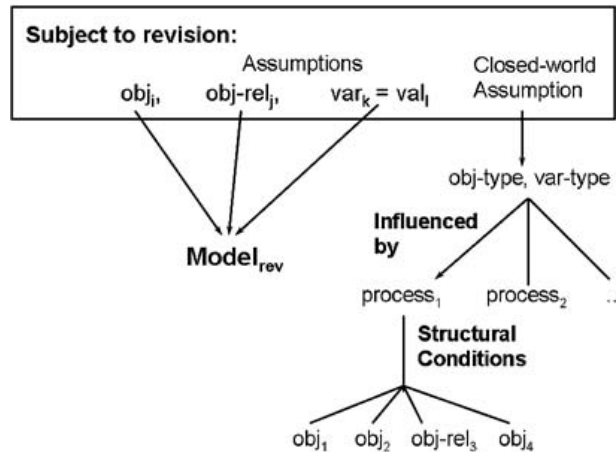 Subject to revision:
Assumptions
Closed-world
Assumption
obj_i, obj-rel_j, var_k = val_l
obj-type, var-type
Influenced
by
Model_rev
process_1 process_2 ..
Structural
Conditions
obj_1 obj_2 obj-rel_3 obj_4